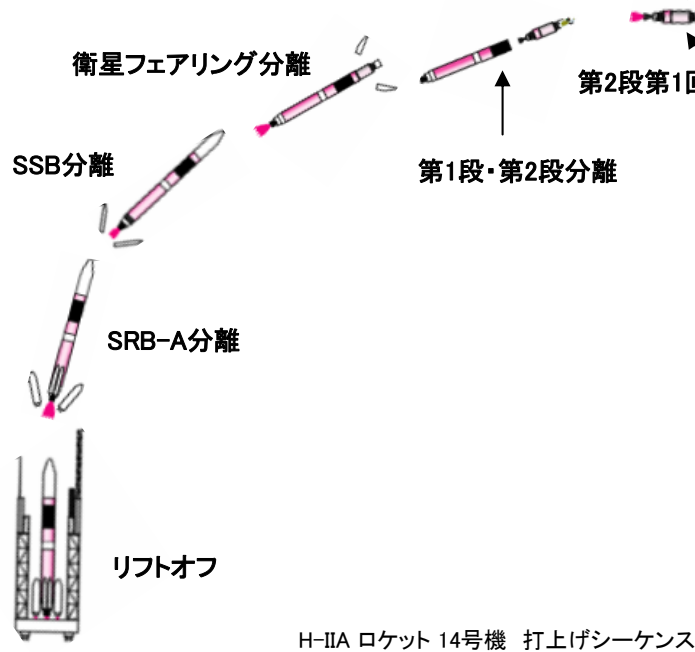 衛星フェアリング分離
第2段第1回
SSB分離
第1段・第2段分離
SRB-A分離
リフトオフ
H-IIA ロケット 14号機 打上げシーケンス